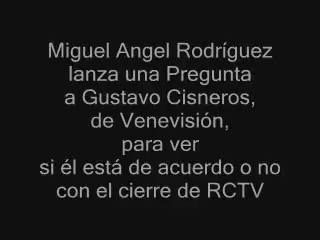 Miguel Angel Rodríguez
lanza una Pregunta
a Gustavo Cisneros,
de Venevisión,
para ver
si él está de acuerdo o no
con el cierre de RCTV